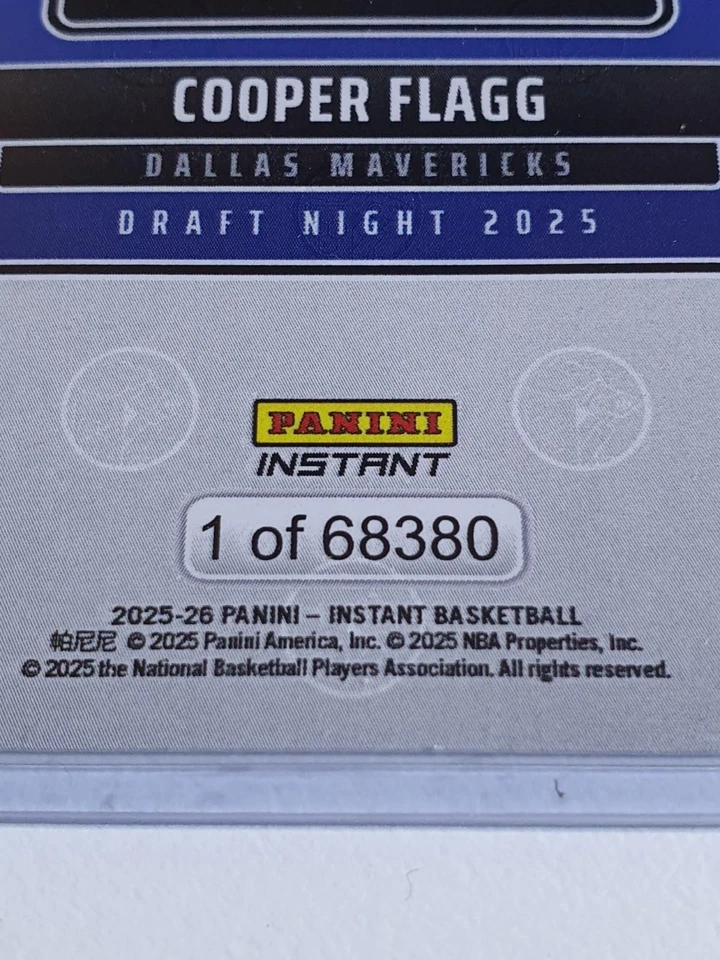 COOPER FLAGG
DALLAS MAVERICKS
DRAFT NIGHT 2025
PANINI
INSTANT
1 of 68380
2025-26 PANINI – INSTANT BASKETBALL
帕尼尼 © 2025 Panini America, Inc. © 2025 NBA Properties, Inc.
© 2025 the National Basketball Players Association. All rights reserved.